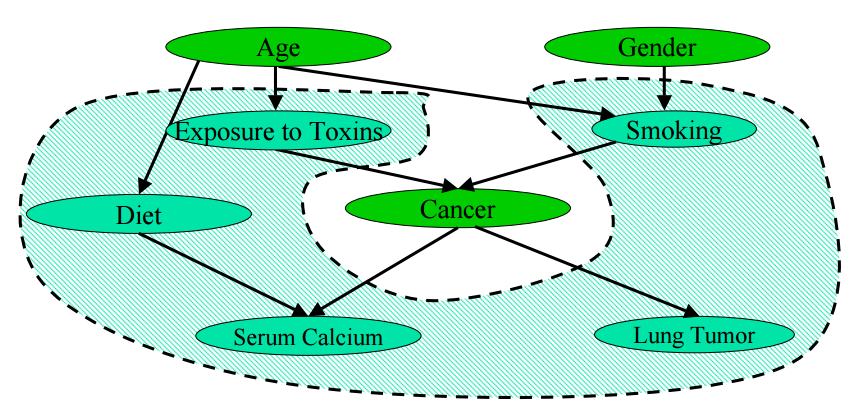 Age
Gender
Exposure to Toxins
Smoking
Diet
Cancer
Serum Calcium
Lung Tumor